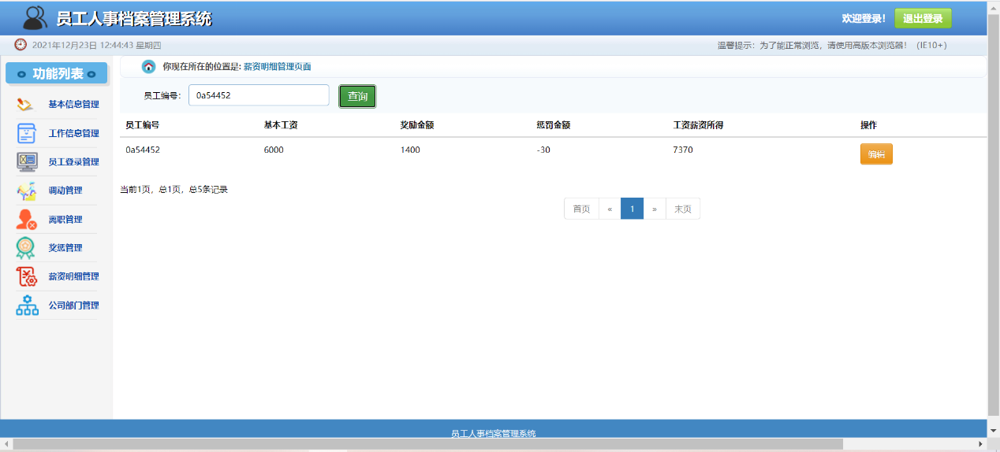 员工人事档案管理系统
欢迎登录! 退出登录
2021年12月23日 12:44:43 星期四
温馨提示：为了能正常浏览，请使用高版本浏览器！（IE10+）
功能列表
基本信息管理
工作信息管理
员工登录管理
调动管理
离职管理
奖惩管理
薪资明细管理
公司部门管理
你现在所在的位置是: 薪资明细管理页面
员工编号： 0a54452 查询
员工编号 基本工资 奖励金额 惩罚金额 工资薪资所得 操作
0a54452 6000 1400 -30 7370 编辑
当前1页，总1页，总5条记录
首页 « 1 » 末页
员工人事档案管理系统